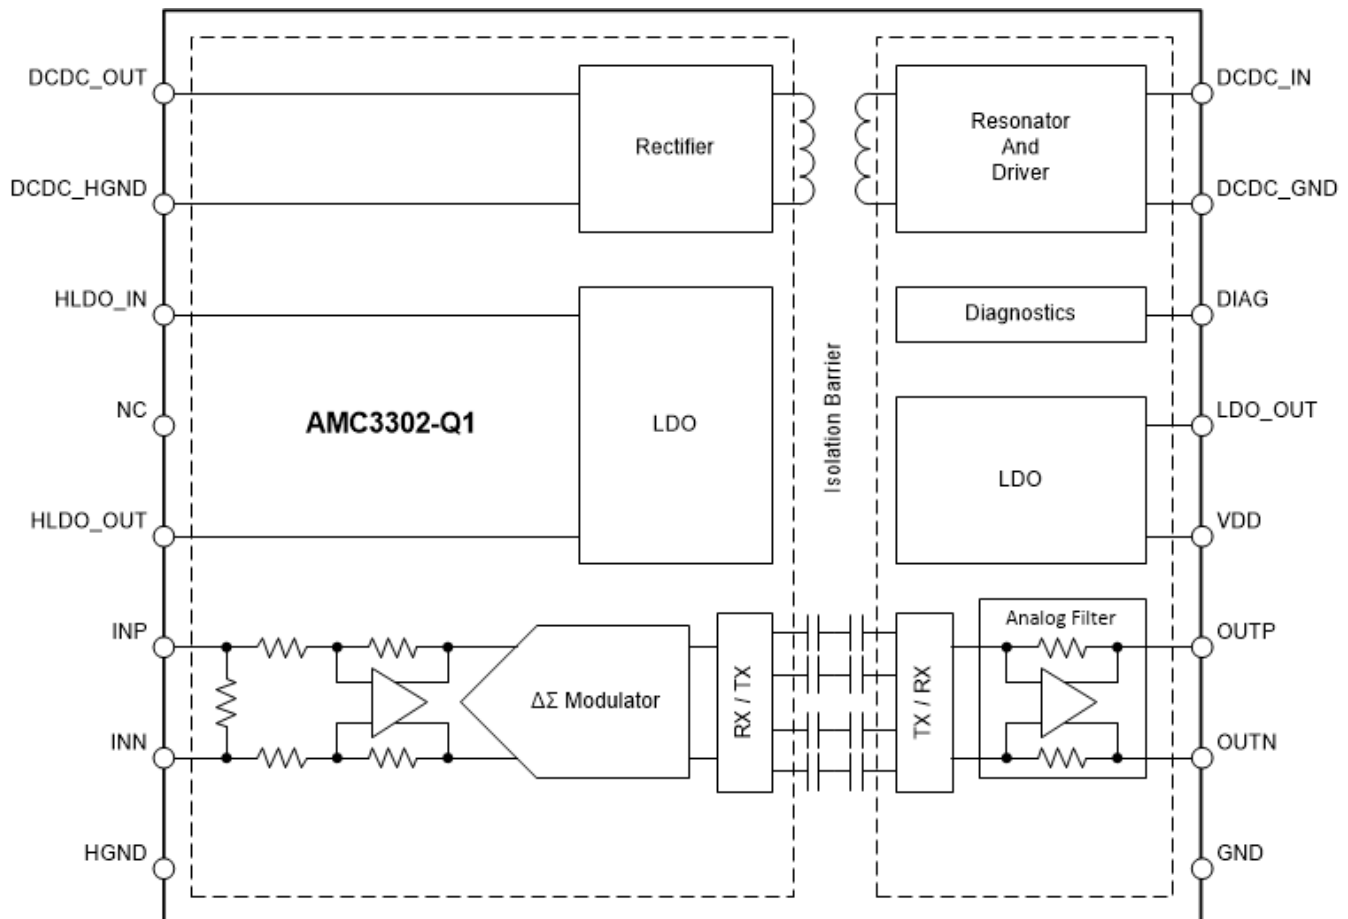 DCDC_OUT
DCDC_IN
Rectifier
Resonator
And
Driver
DCDC_HGND
DCDC_GND
HLDO_IN
DIAG
Diagnostics
NC
AMC3302-Q1
LDO
Isolation Barrier
LDO_OUT
LDO
HLDO_OUT
VDD
INP
Analog Filter
OUTP
ΔΣ Modulator
RX / TX
TX / RX
INN
OUTN
HGND
GND